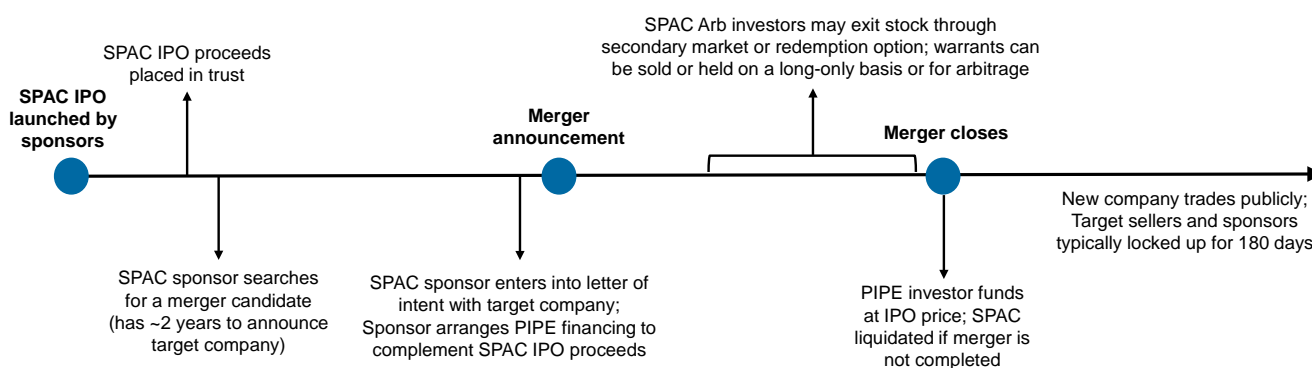 SPAC IPO
launched by
sponsors
SPAC IPO proceeds
placed in trust
SPAC sponsor searches
for a merger candidate
(has ~2 years to announce
target company)
Merger
announcement
SPAC sponsor enters into letter of
intent with target company;
Sponsor arranges PIPE financing to
complement SPAC IPO proceeds
SPAC Arb investors may exit stock through
secondary market or redemption option; warrants can
be sold or held on a long-only basis or for arbitrage
Merger closes
PIPE investor funds
at IPO price; SPAC
liquidated if merger is
not completed
New company trades publicly;
Target sellers and sponsors
typically locked up for 180 days